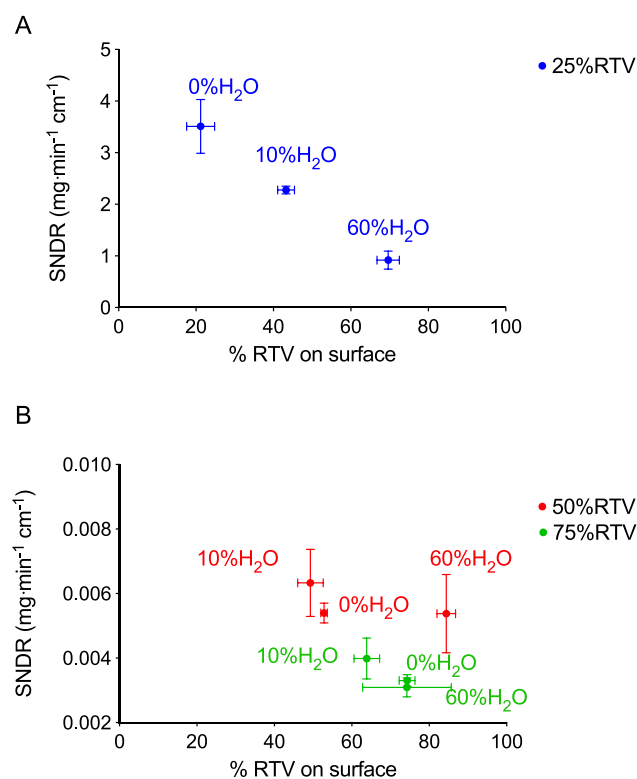 A
5
4
3
2
1
0
SNDR (mg·min⁻¹ cm⁻¹)
0%H₂O
10%H₂O
60%H₂O
25%RTV
0 20 40 60 80 100
% RTV on surface
B
0.010
0.008
0.006
0.004
0.002
SNDR (mg·min⁻¹ cm⁻¹)
50%RTV
75%RTV
10%H₂O
60%H₂O
0%H₂O
10%H₂O
0%H₂O
60%H₂O
0 20 40 60 80 100
% RTV on surface